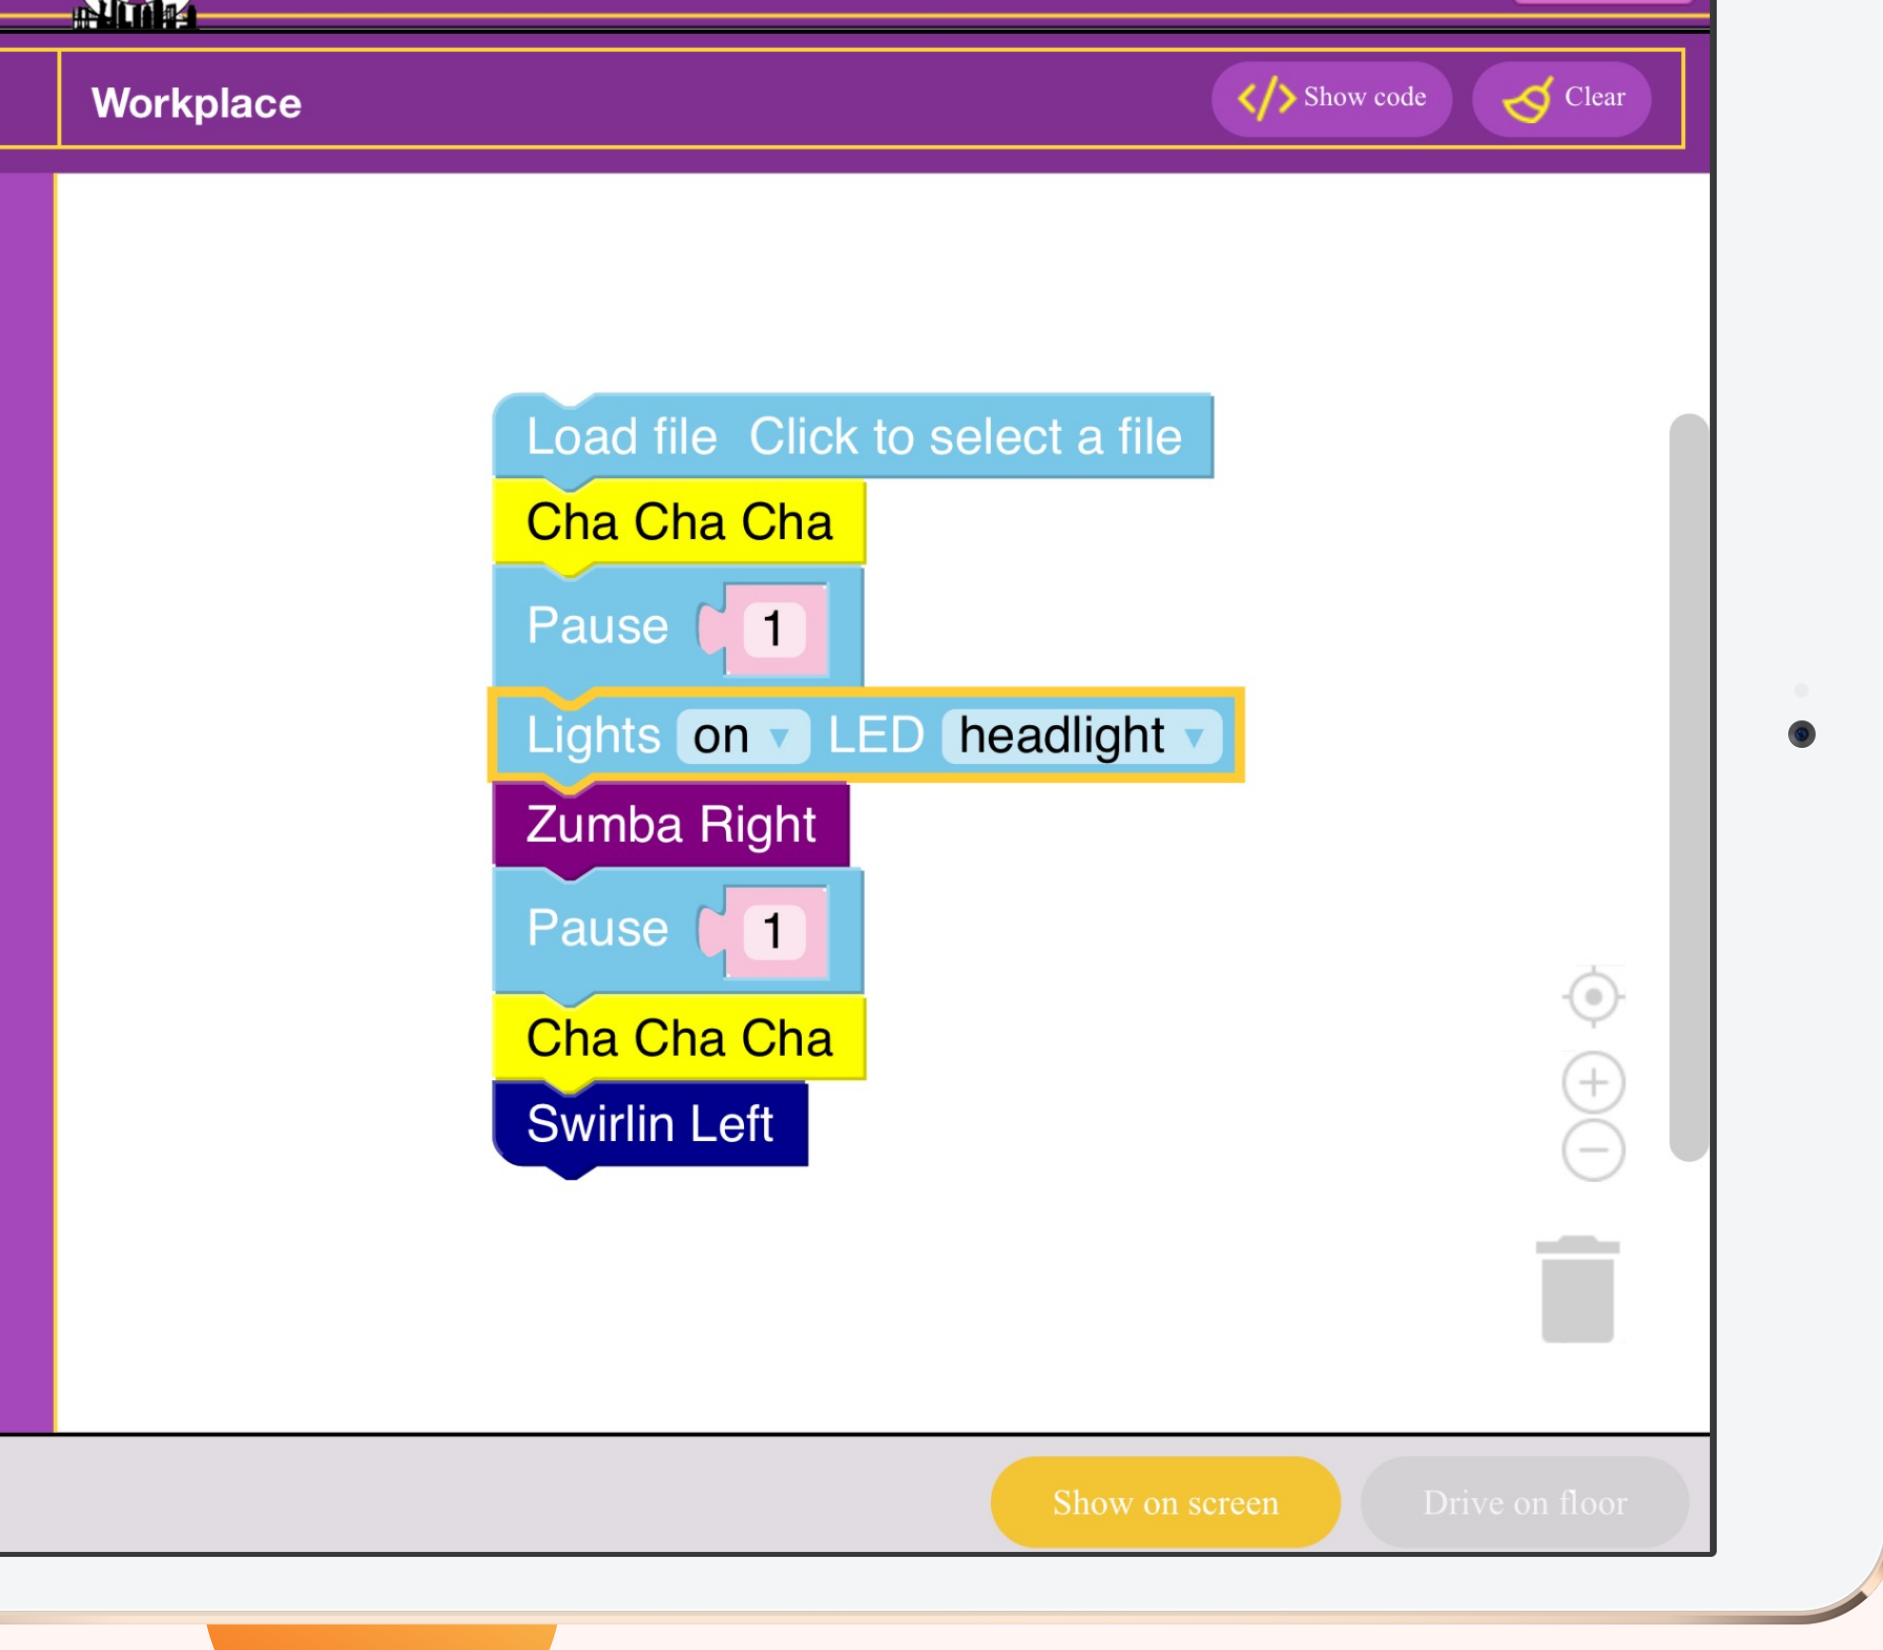 Workplace
Show code
Clear
Load file Click to select a file
Cha Cha Cha
Pause 1
Lights on LED headlight
Zumba Right
Pause 1
Cha Cha Cha
Swirlin Left
Show on screen
Drive on floor